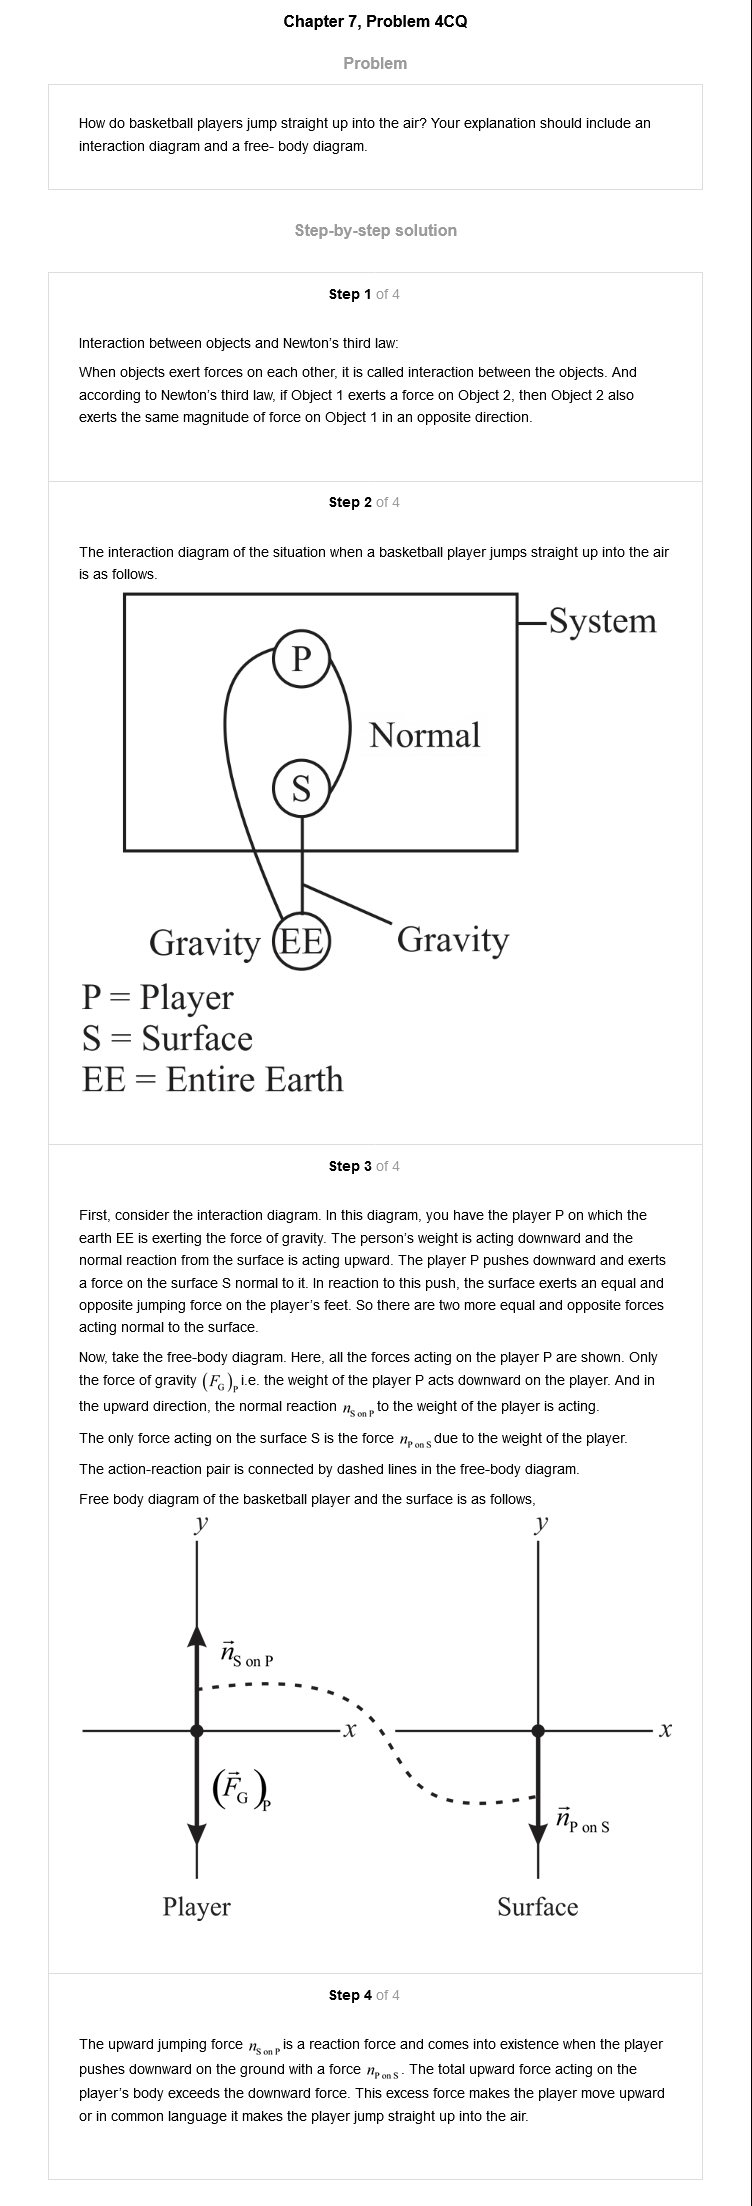 Chapter 7, Problem 4CQ
Problem
How do basketball players jump straight up into the air? Your explanation should include an
interaction diagram and a free- body diagram.
Step-by-step solution
Step 1 of 4
Interaction between objects and Newton's third law:
When objects exert forces on each other, it is called interaction between the objects. And
according to Newton's third law, if Object 1 exerts a force on Object 2, then Object 2 also
exerts the same magnitude of force on Object 1 in an opposite direction.
Step 2 of 4
The interaction diagram of the situation when a basketball player jumps straight up into the air
is as follows.
System
P
Normal
S
Gravity EE Gravity
P = Player
S = Surface
EE = Entire Earth
Step 3 of 4
First, consider the interaction diagram. In this diagram, you have the player P on which the
earth EE is exerting the force of gravity. The person's weight is acting downward and the
normal reaction from the surface is acting upward. The player P pushes downward and exerts
a force on the surface S normal to it. In reaction to this push, the surface exerts an equal and
opposite jumping force on the player's feet. So there are two more equal and opposite forces
acting normal to the surface.
Now, take the free-body diagram. Here, all the forces acting on the player P are shown. Only
the force of gravity (F_G)_P i.e. the weight of the player P acts downward on the player. And in
the upward direction, the normal reaction n_{S on P} to the weight of the player is acting.
The only force acting on the surface S is the force n_{P on S} due to the weight of the player.
The action-reaction pair is connected by dashed lines in the free-body diagram.
Free body diagram of the basketball player and the surface is as follows,
y y
n⃗_{S on P}
x x
(F⃗_G)_P
n⃗_{P on S}
Player Surface
Step 4 of 4
The upward jumping force n_{S on P} is a reaction force and comes into existence when the player
pushes downward on the ground with a force n_{P on S}. The total upward force acting on the
player's body exceeds the downward force. This excess force makes the player move upward
or in common language it makes the player jump straight up into the air.